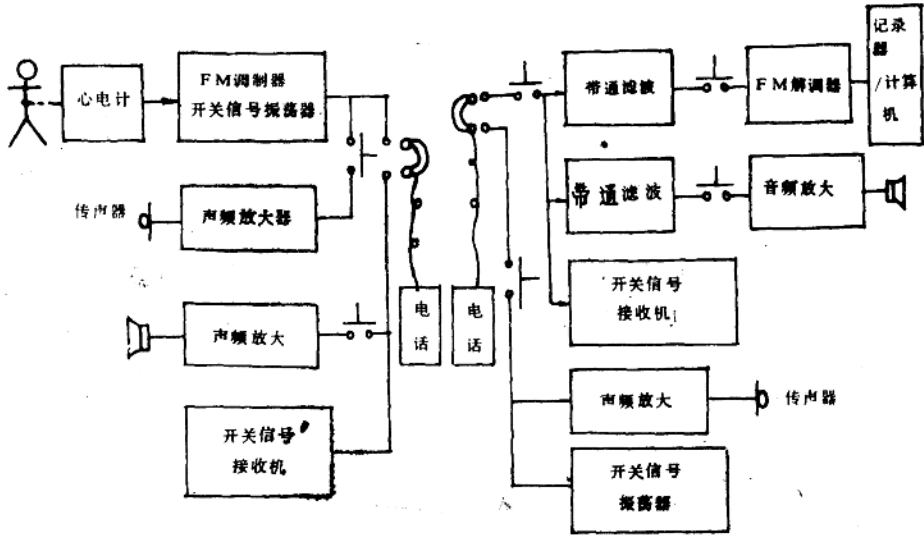 心电计
FM调制器
开关信号振荡器
传声器
声频放大器
声频放大
开关信号
接收机
电
话
电
话
带通滤波
FM解调器
记录
器
/计算
机
带通滤波
音频放大
开关信号
接收机
声频放大
传声器
开关信号
振荡器